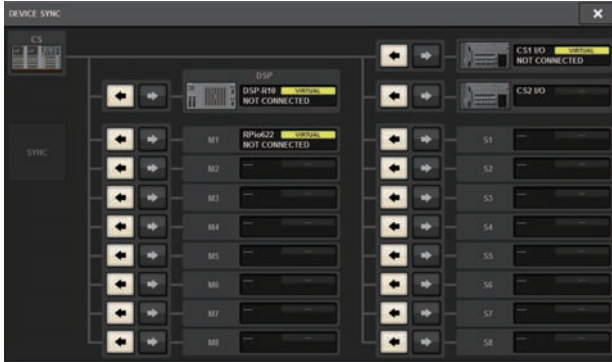 DEVICE SYNC
CS
CS1 I/O VIRTUAL
NOT CONNECTED
DSP
DSP-R10 VIRTUAL
NOT CONNECTED
CS2 I/O
M1 RPio622 VIRTUAL
NOT CONNECTED
S1
SYNC
M2 S2
M3 S3
M4 S4
M5 S5
M6 S6
M7 S7
M8 S8